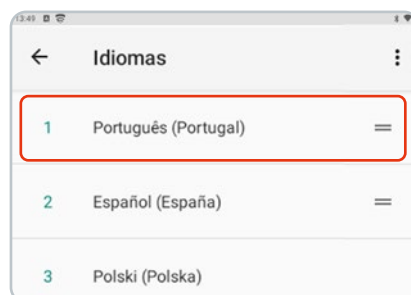 13:49
Idiomas
1 Português (Portugal)
2 Español (España)
3 Polski (Polska)